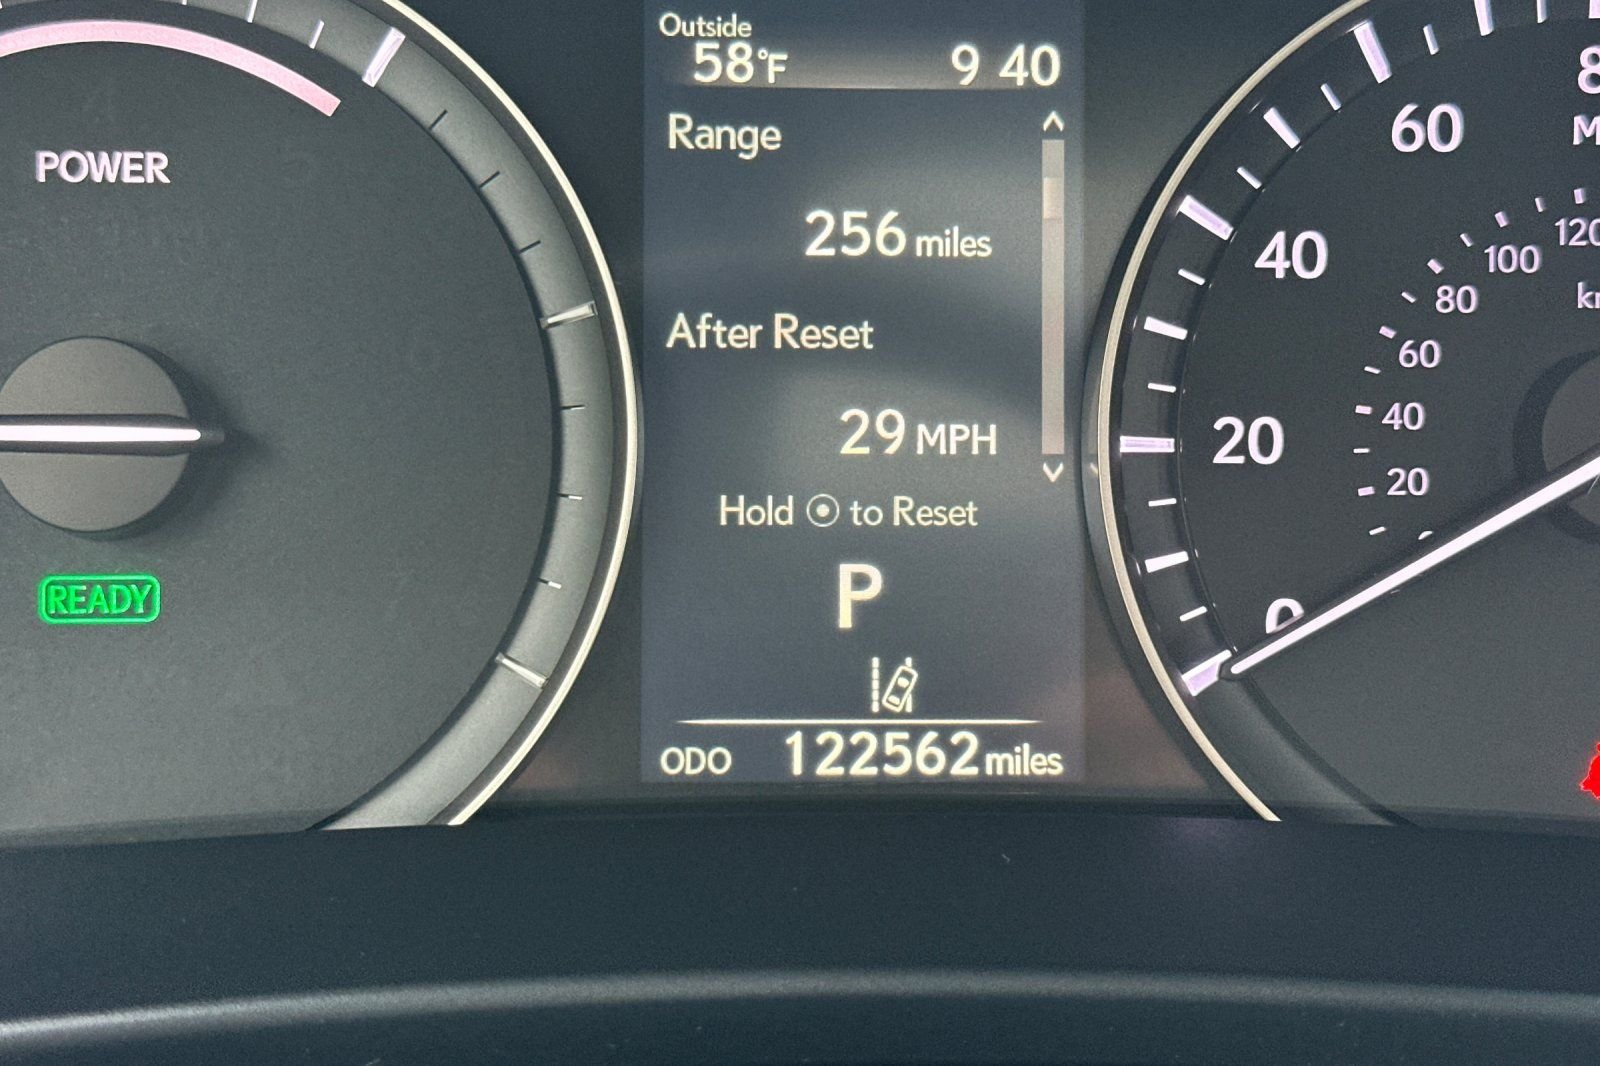 Outside
58°F 9 40
Range
256 miles
After Reset
29 MPH
Hold to Reset
P
ODO 122562 miles
POWER
READY
60
40
20
0
120
100
80
60
40
20